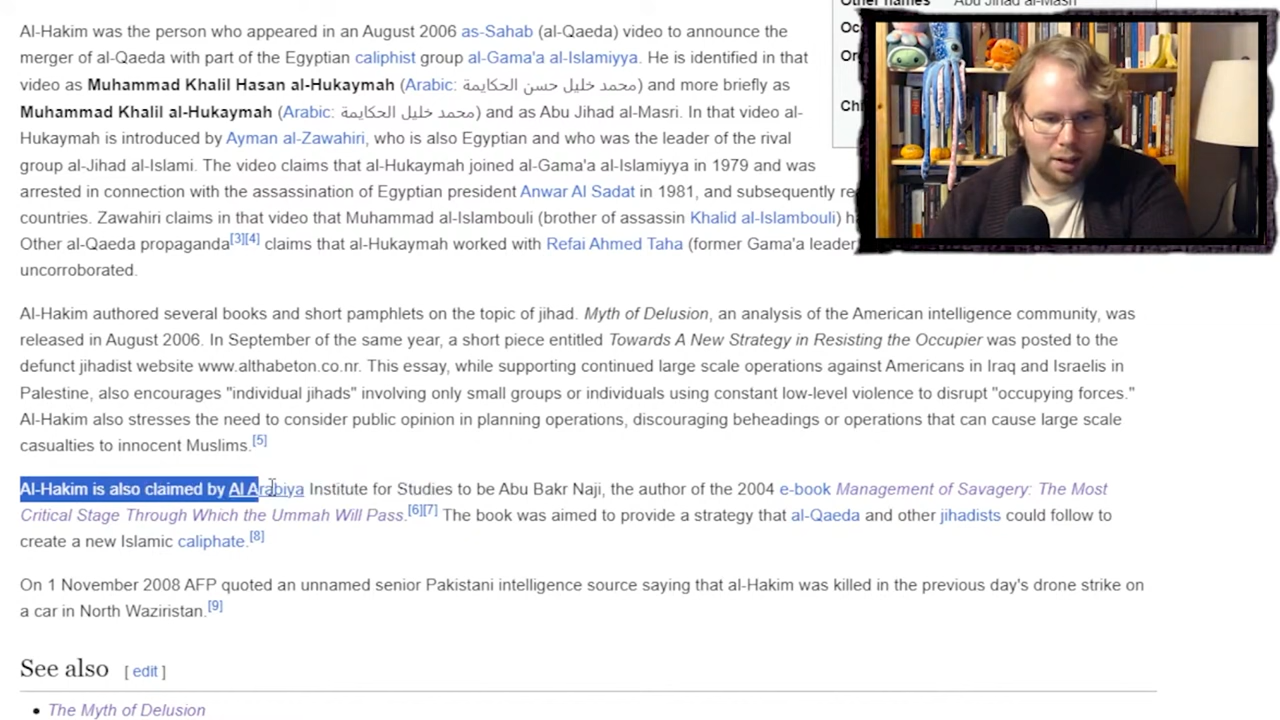 Other names Abu Jihad al-Masri
Al-Hakim was the person who appeared in an August 2006 as-Sahab (al-Qaeda) video to announce the
merger of al-Qaeda with part of the Egyptian caliphist group al-Gama'a al-Islamiyya. He is identified in that
video as Muhammad Khalil Hasan al-Hukaymah (Arabic: محمد خليل حسن الحكايمة) and more briefly as
Muhammad Khalil al-Hukaymah (Arabic: محمد خليل الحكايمة) and as Abu Jihad al-Masri. In that video al-
Hukaymah is introduced by Ayman al-Zawahiri, who is also Egyptian and who was the leader of the rival
group al-Jihad al-Islami. The video claims that al-Hukaymah joined al-Gama'a al-Islamiyya in 1979 and was
arrested in connection with the assassination of Egyptian president Anwar Al Sadat in 1981, and subsequently
countries. Zawahiri claims in that video that Muhammad al-Islambouli (brother of assassin Khalid al-Islambouli)
Other al-Qaeda propaganda[3][4] claims that al-Hukaymah worked with Refai Ahmed Taha (former Gama'a leader
uncorroborated.
Al-Hakim authored several books and short pamphlets on the topic of jihad. Myth of Delusion, an analysis of the American intelligence community, was
released in August 2006. In September of the same year, a short piece entitled Towards A New Strategy in Resisting the Occupier was posted to the
defunct jihadist website www.althabeton.co.nr. This essay, while supporting continued large scale operations against Americans in Iraq and Israelis in
Palestine, also encourages "individual jihads" involving only small groups or individuals using constant low-level violence to disrupt "occupying forces."
Al-Hakim also stresses the need to consider public opinion in planning operations, discouraging beheadings or operations that can cause large scale
casualties to innocent Muslims.[5]
Al-Hakim is also claimed by Al Arabiya Institute for Studies to be Abu Bakr Naji, the author of the 2004 e-book Management of Savagery: The Most
Critical Stage Through Which the Ummah Will Pass.[6][7] The book was aimed to provide a strategy that al-Qaeda and other jihadists could follow to
create a new Islamic caliphate.[8]
On 1 November 2008 AFP quoted an unnamed senior Pakistani intelligence source saying that al-Hakim was killed in the previous day's drone strike on
a car in North Waziristan.[9]
See also [ edit ]
• The Myth of Delusion